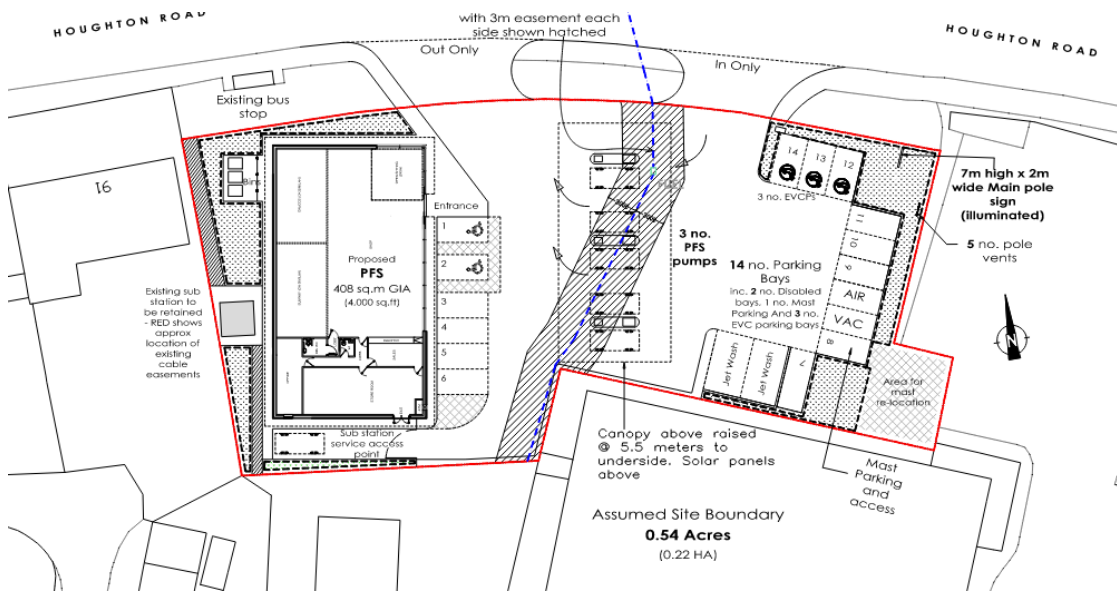 HOUGHTON ROAD
HOUGHTON ROAD
with 3m easement each
side shown hatched
Out Only
In Only
Existing bus
stop
16
Bins
Entrance
1
2
3
4
5
6
Proposed
PFS
408 sq.m GIA
(4.000 sq.ft)
Existing sub
station to
be retained
- RED shows
approx
location of
existing
cable
easements
Sub station
service access
point
3 no.
PFS
pumps
14
13
12
3 no. EVCPs
11
10
9
AIR
VAC
8
7
Jet Wash
Jet Wash
14 no. Parking
Bays
inc. 2 no. Disabled
bays, 1 no. Mast
Parking And 3 no.
EVC parking bays
7m high x 2m
wide Main pole
sign
(illuminated)
5 no. pole
vents
N
Area for
mast
re-location
Mast
Parking
and
access
Canopy above raised
@ 5.5 meters to
underside. Solar panels
above
Assumed Site Boundary
0.54 Acres
(0.22 HA)